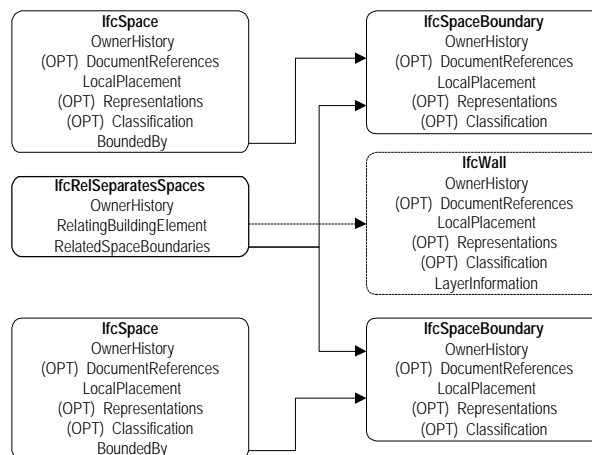 IfcSpace
OwnerHistory
(OPT) DocumentReferences
LocalPlacement
(OPT) Representations
(OPT) Classification
BoundedBy
IfcSpaceBoundary
OwnerHistory
(OPT) DocumentReferences
LocalPlacement
(OPT) Representations
(OPT) Classification
IfcRelSeparatesSpaces
OwnerHistory
RelatingBuildingElement
RelatedSpaceBoundaries
IfcWall
OwnerHistory
(OPT) DocumentReferences
LocalPlacement
(OPT) Representations
(OPT) Classification
LayerInformation
IfcSpace
OwnerHistory
(OPT) DocumentReferences
LocalPlacement
(OPT) Representations
(OPT) Classification
BoundedBy
IfcSpaceBoundary
OwnerHistory
(OPT) DocumentReferences
LocalPlacement
(OPT) Representations
(OPT) Classification